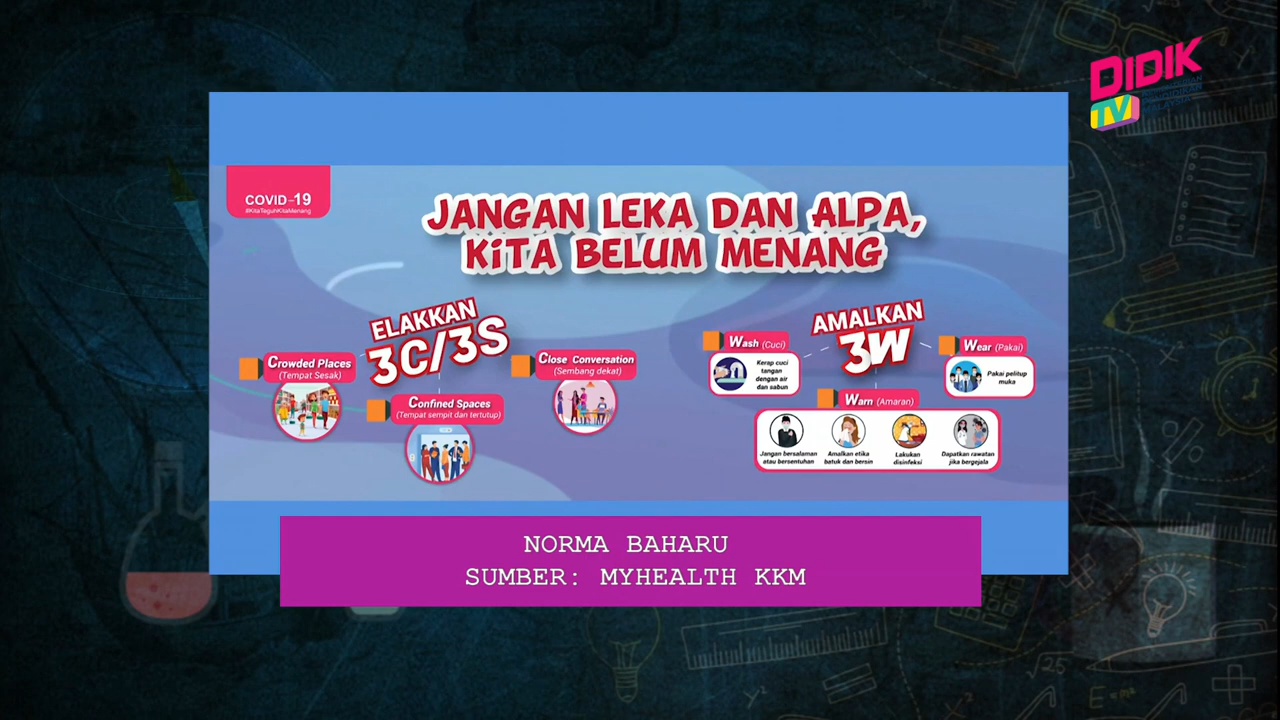 DIDIK
TV
COVID-19
#KitaTeguhKitaMenang
JANGAN LEKA DAN ALPA,
KiTA BELUM MENANG
ELAKKAN
3C/3S
Crowded Places
(Tempat Sesak)
Confined Spaces
(Tempat sempit dan tertutup)
Close Conversation
(Sembang dekat)
AMALKAN
3W
Wash (Cuci)
Kerap cuci
tangan
dengan air
dan sabun
Wear (Pakai)
Pakai pelitup
muka
Warn (Amaran)
Jangan bersalaman
atau bersentuhan
Amalkan etika
batuk dan bersin
Lakukan
disinfeksi
Dapatkan rawatan
jika bergejala
NORMA BAHARU
SUMBER: MYHEALTH KKM
√25
E=mc²